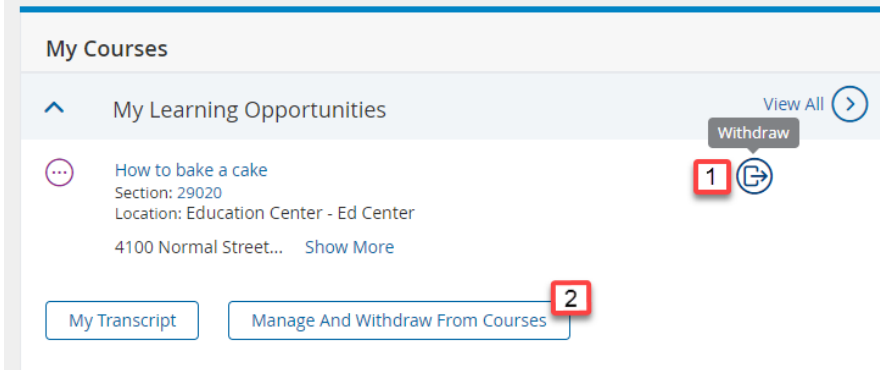 My Courses
My Learning Opportunities
View All
Withdraw
How to bake a cake
1
Section: 29020
Location: Education Center - Ed Center
4100 Normal Street... Show More
2
My Transcript
Manage And Withdraw From Courses